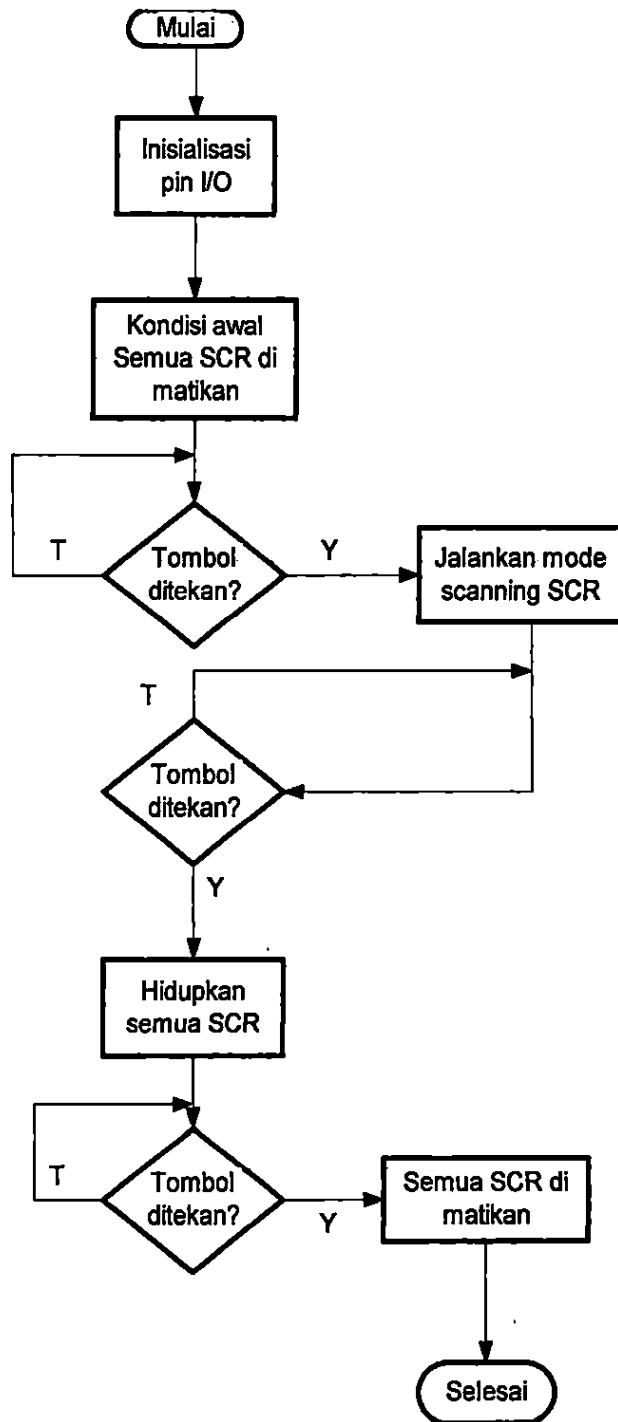 Mulai
Inisialisasi
pin I/O
Kondisi awal
Semua SCR di
matikan
T
Tombol
ditekan?
Y
Jalankan mode
scanning SCR
T
Tombol
ditekan?
Y
Hidupkan
semua SCR
T
Tombol
ditekan?
Y
Semua SCR di
matikan
Selesai